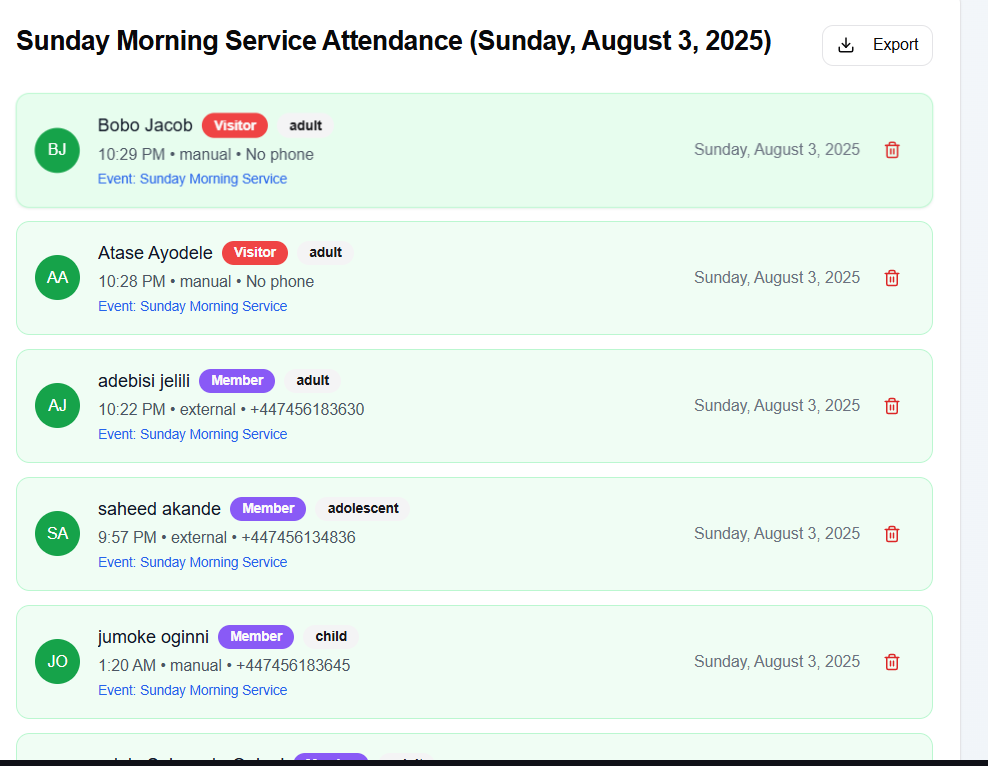 Sunday Morning Service Attendance (Sunday, August 3, 2025)
Export
BJ
Bobo Jacob Visitor adult
10:29 PM • manual • No phone
Event: Sunday Morning Service
Sunday, August 3, 2025
AA
Atase Ayodele Visitor adult
10:28 PM • manual • No phone
Event: Sunday Morning Service
Sunday, August 3, 2025
AJ
adebisi jelili Member adult
10:22 PM • external • +447456183630
Event: Sunday Morning Service
Sunday, August 3, 2025
SA
saheed akande Member adolescent
9:57 PM • external • +447456134836
Event: Sunday Morning Service
Sunday, August 3, 2025
JO
jumoke oginni Member child
1:20 AM • manual • +447456183645
Event: Sunday Morning Service
Sunday, August 3, 2025